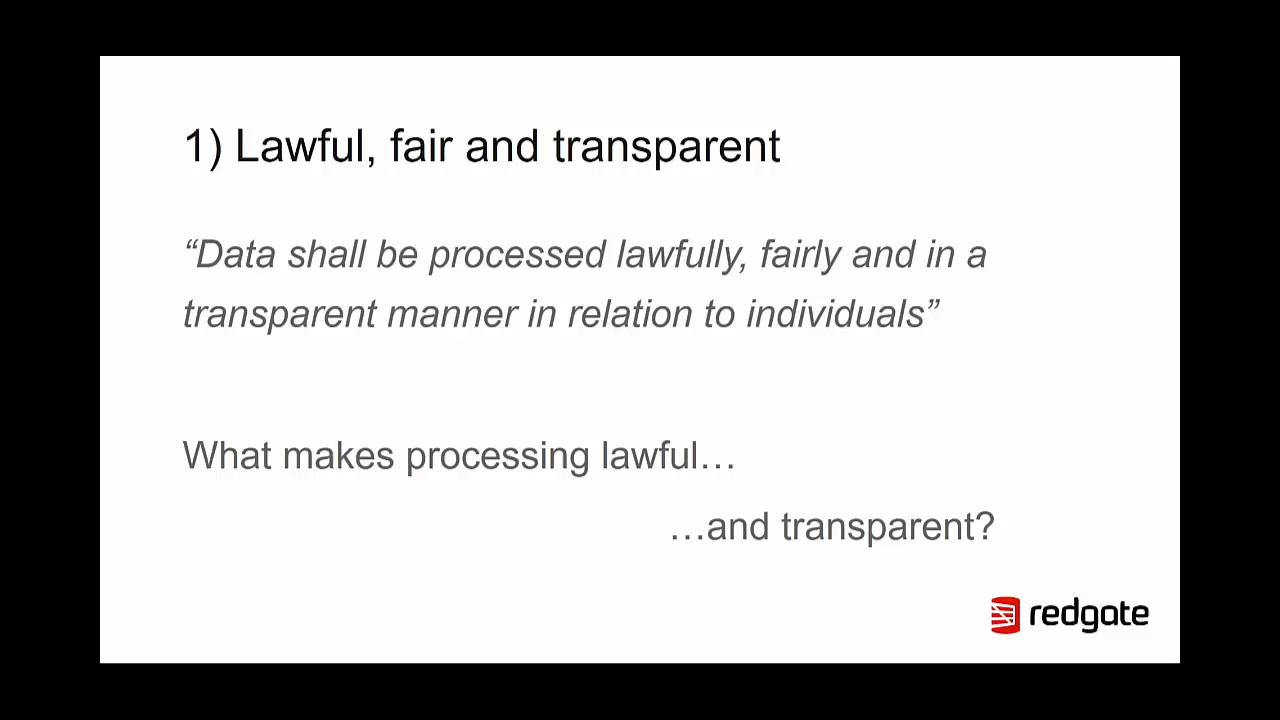 1) Lawful, fair and transparent
“Data shall be processed lawfully, fairly and in a
transparent manner in relation to individuals”
What makes processing lawful…
…and transparent?
redgate